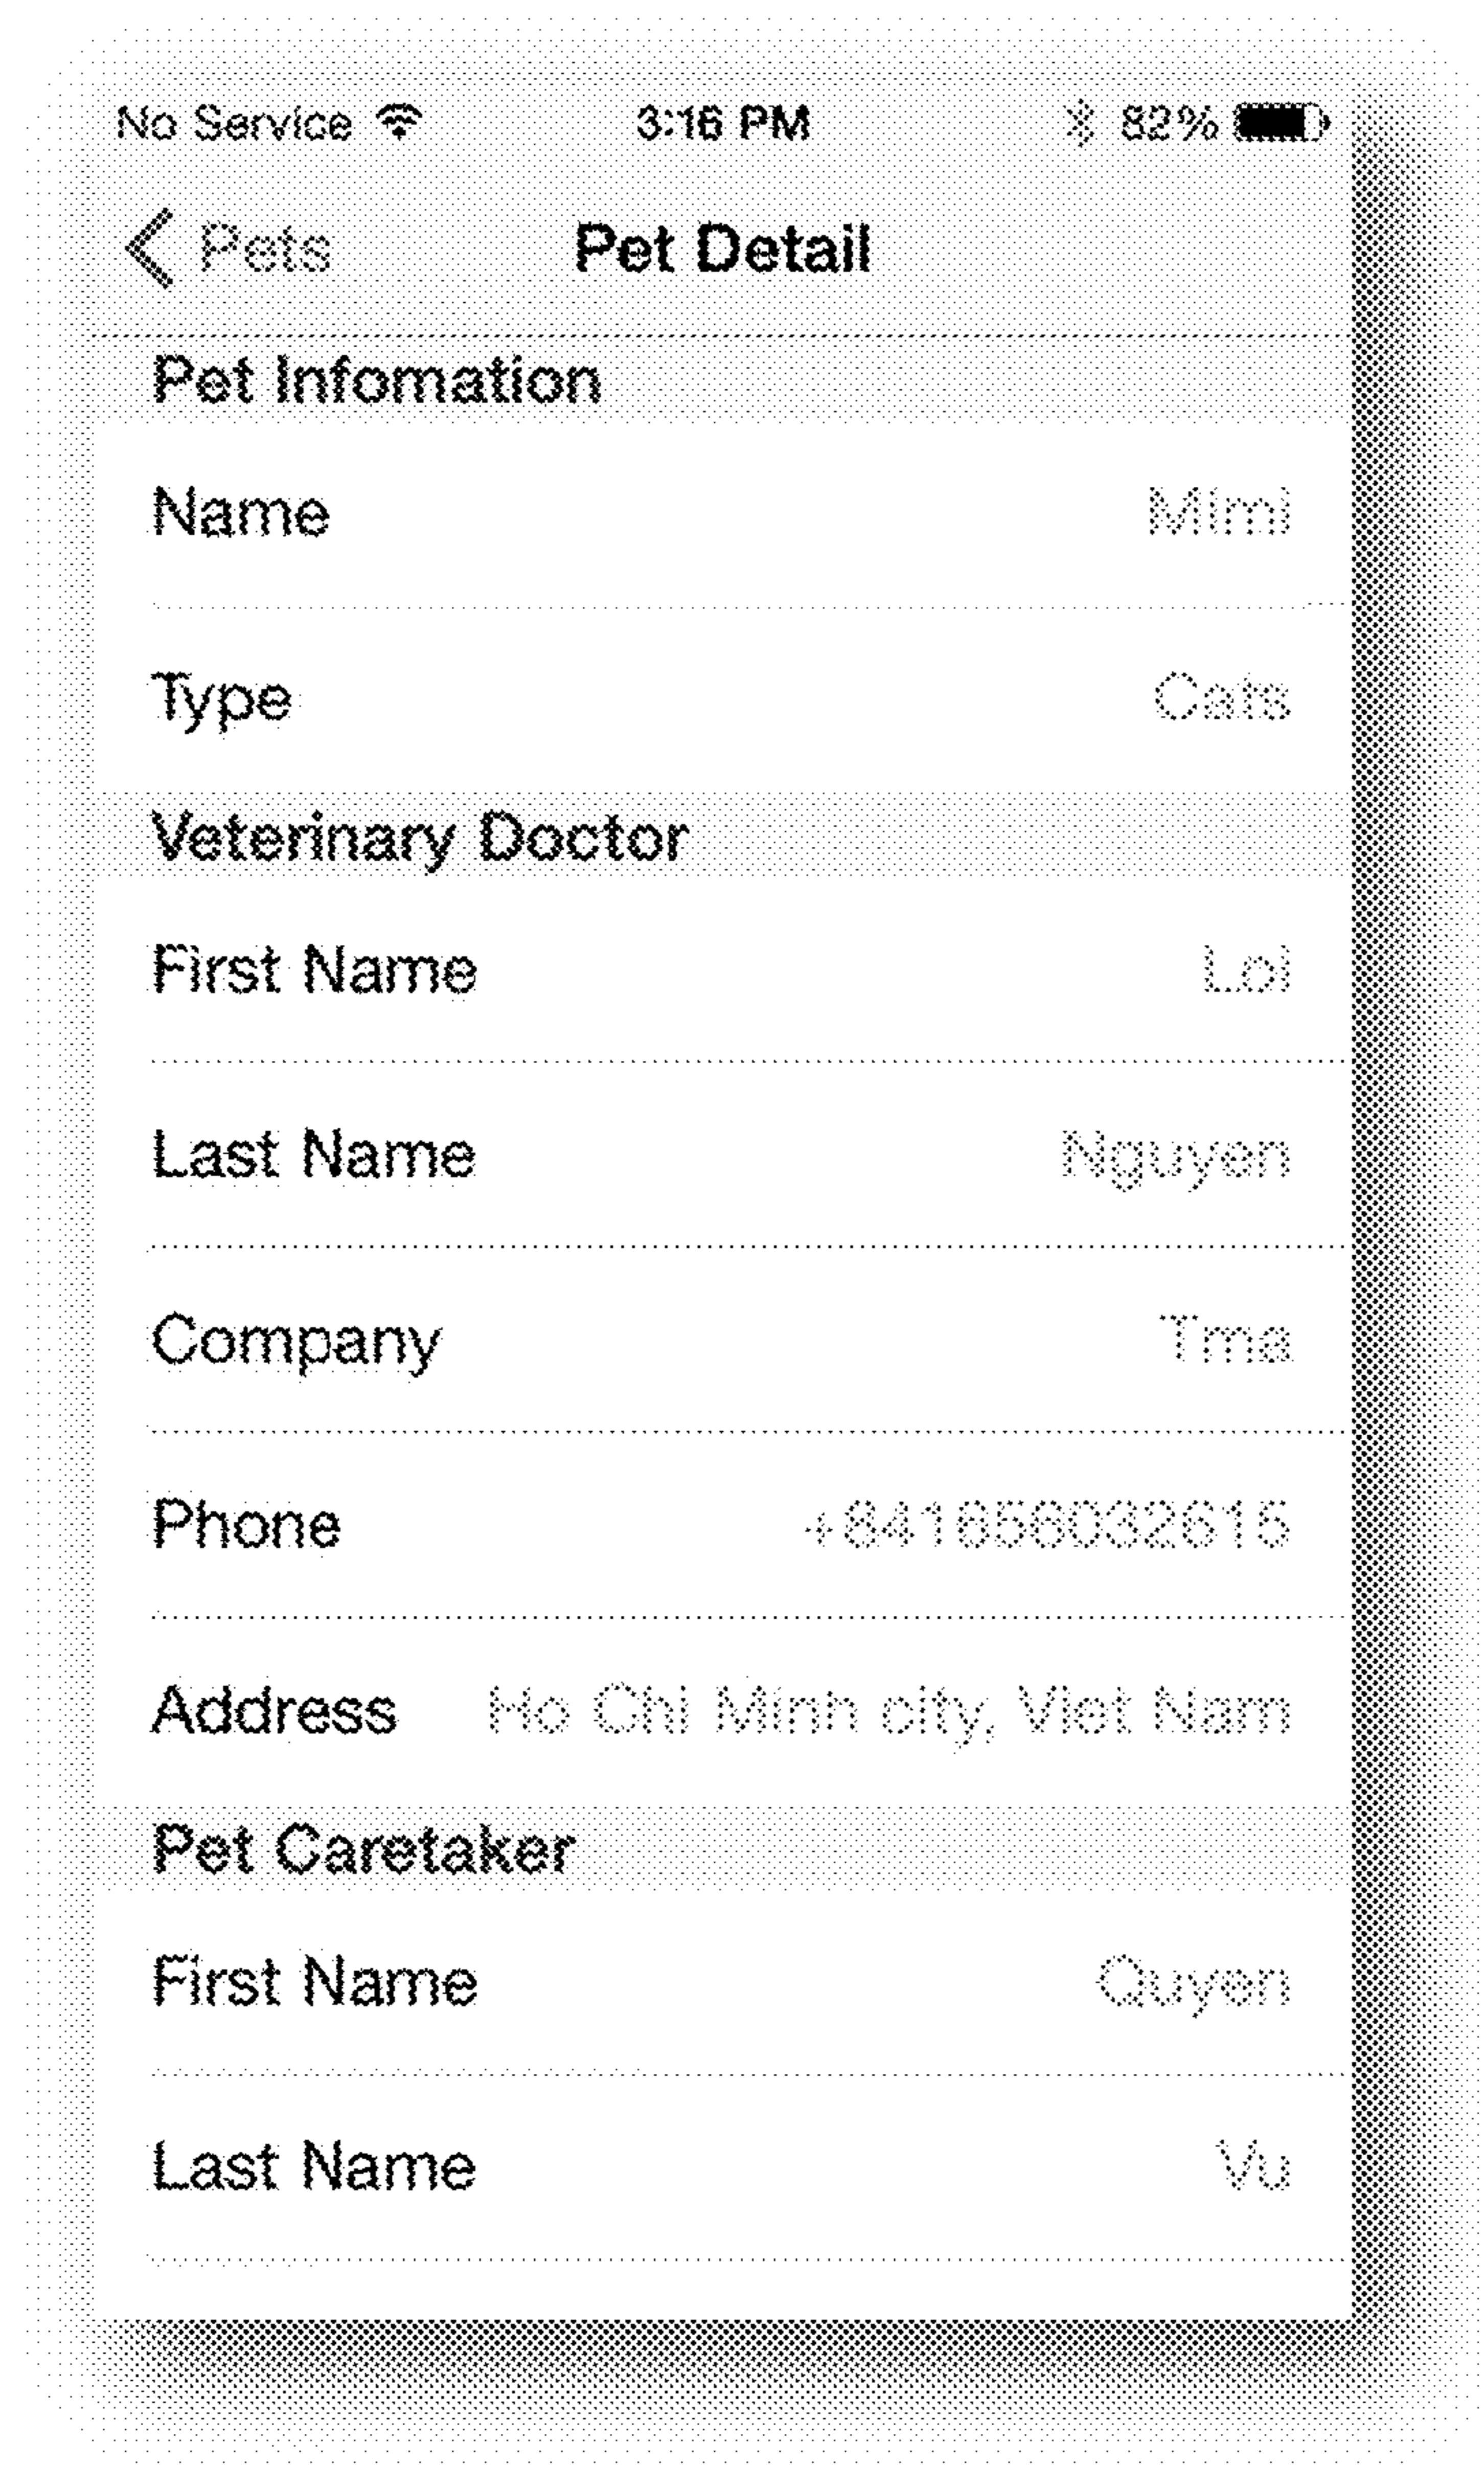 No Service 3:16 PM 82%
Pets Pet Detail
Pet Infomation
Name Mimi
Type Cats
Veterinary Doctor
First Name Loi
Last Name Nguyen
Company Tma
Phone +841656032615
Address Ho Chi Minh city, Viet Nam
Pet Caretaker
First Name Quyen
Last Name Vu